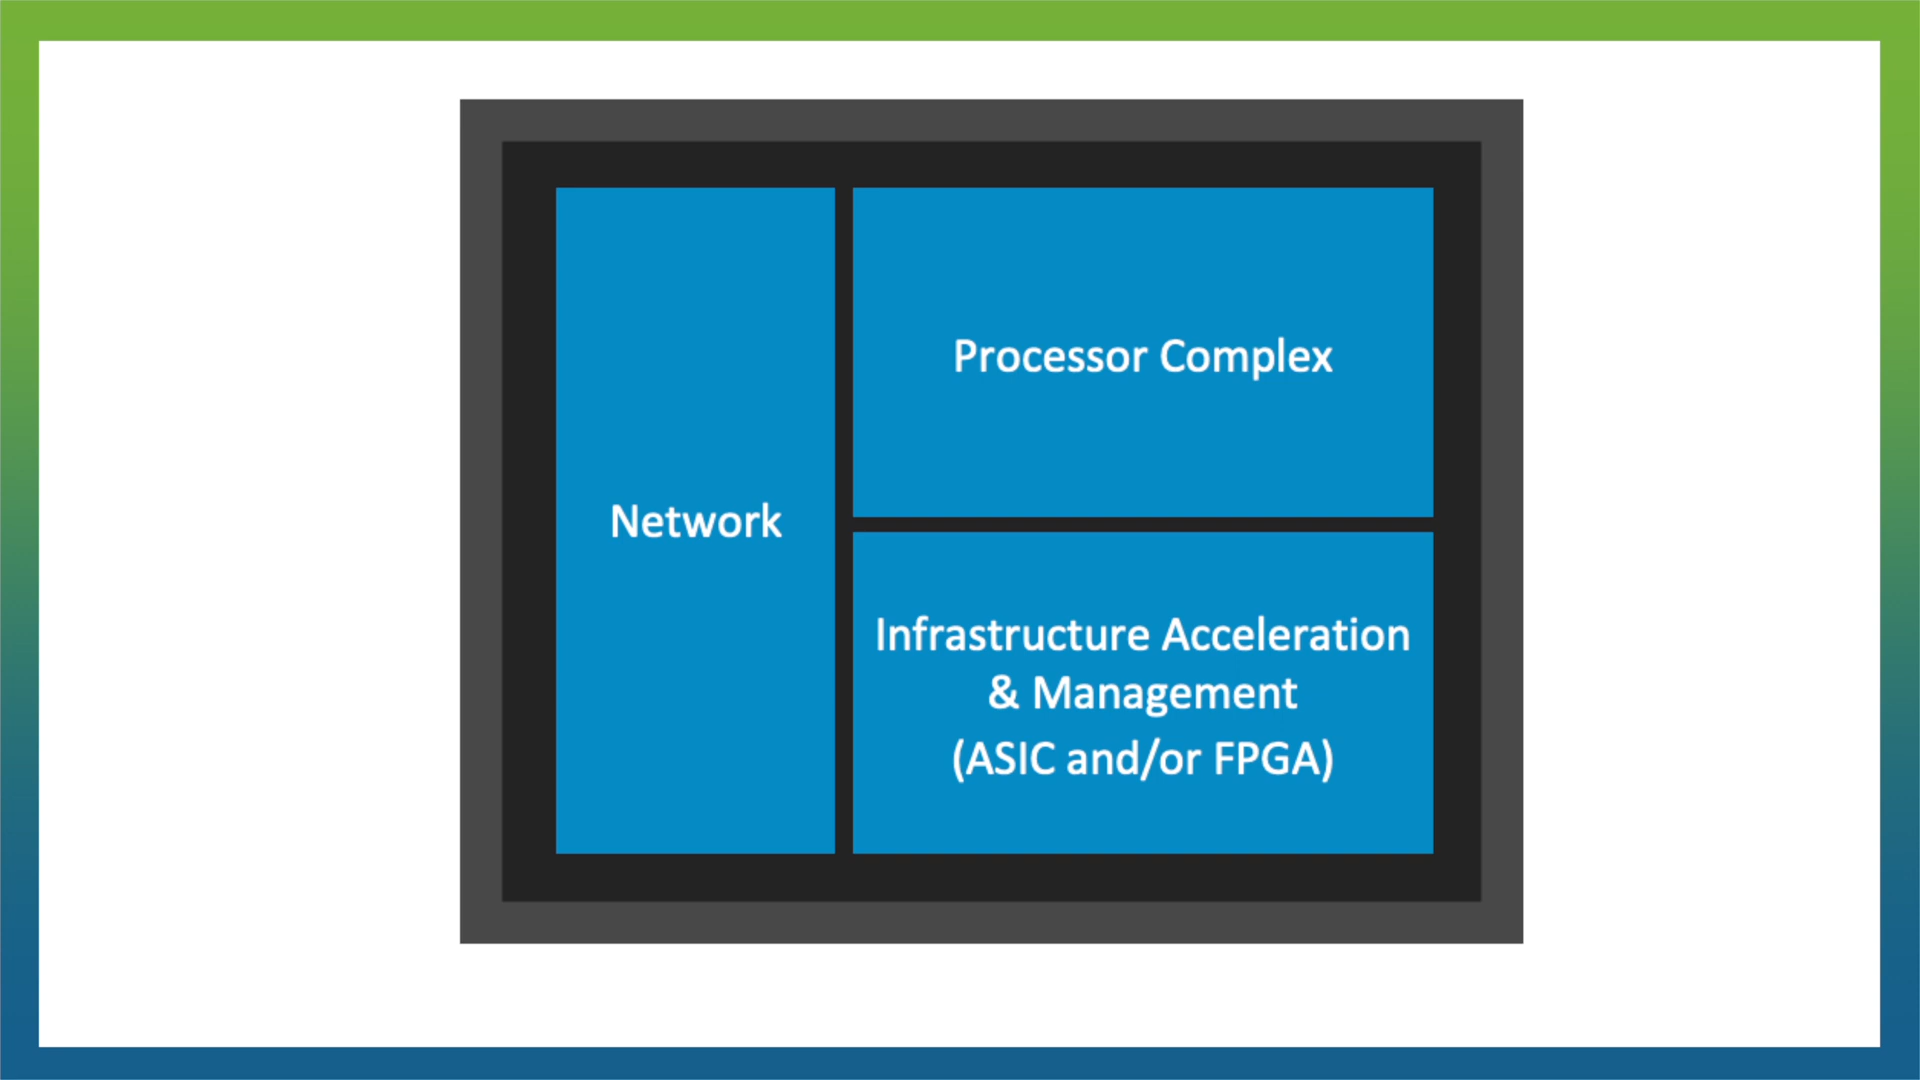 Network
Processor Complex
Infrastructure Acceleration
& Management
(ASIC and/or FPGA)